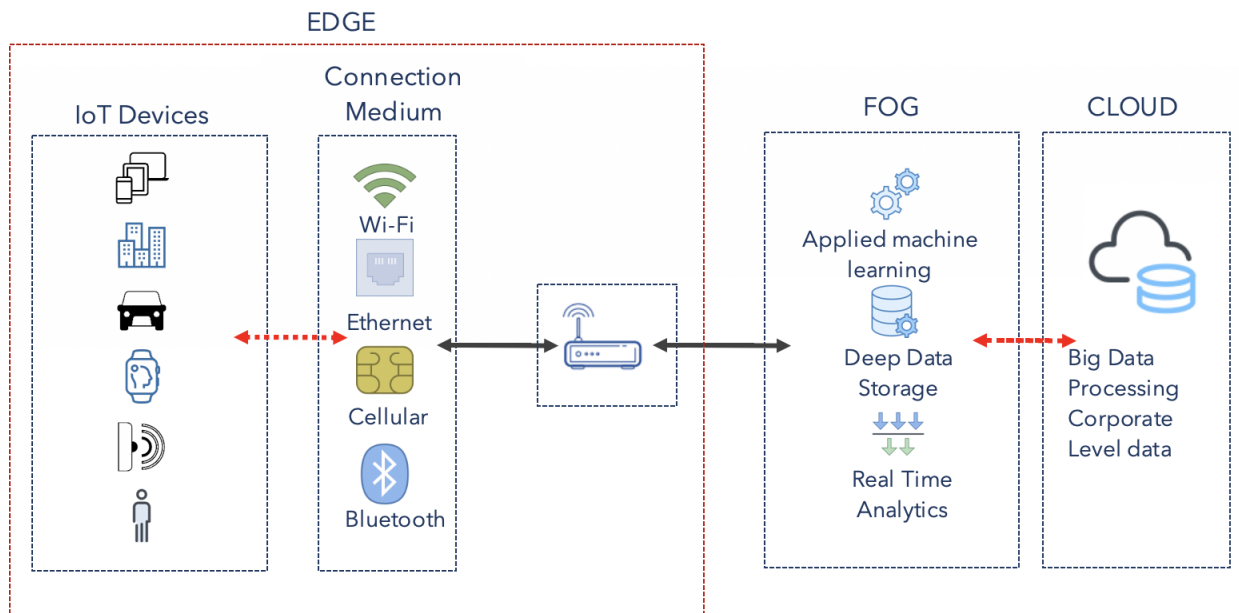 EDGE
IoT Devices
Connection
Medium
Wi-Fi
Ethernet
Cellular
Bluetooth
FOG
Applied machine
learning
Deep Data
Storage
Real Time
Analytics
CLOUD
Big Data
Processing
Corporate
Level data